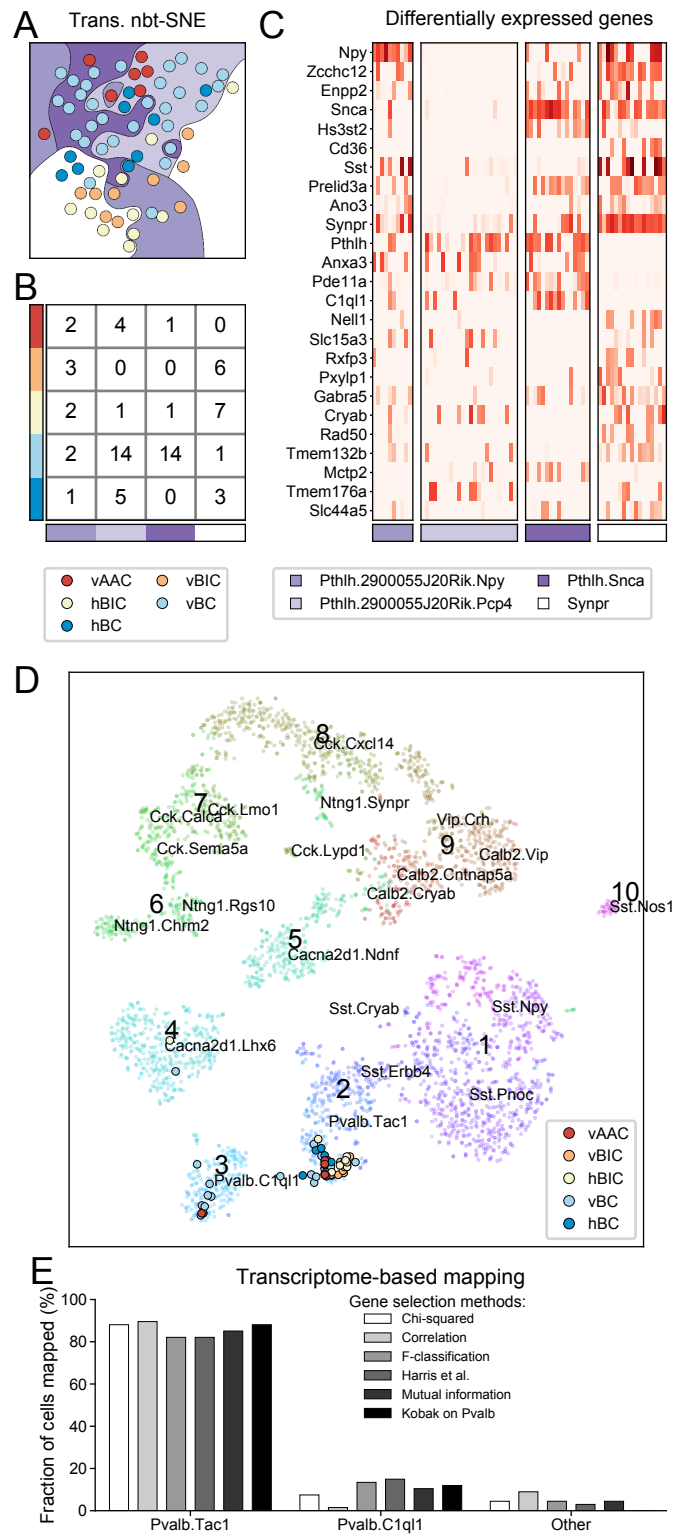 A
Trans. nbt-SNE
B
2 4 1 0
3 0 0 6
2 1 1 7
2 14 14 1
1 5 0 3
vAAC
vBIC
hBIC
vBC
hBC
C
Differentially expressed genes
Npy
Zcchc12
Enpp2
Snca
Hs3st2
Cd36
Sst
Prelid3a
Ano3
Synpr
Pthlh
Anxa3
Pde11a
C1ql1
Nell1
Slc15a3
Rxfp3
Pxylp1
Gabra5
Cryab
Rad50
Tmem132b
Mctp2
Tmem176a
Slc44a5
Pthlh.2900055J20Rik.Npy
Pthlh.Snca
Pthlh.2900055J20Rik.Pcp4
Synpr
D
8
Cck.Cxcl14
7
Cck.Lmo1
Cck.Calca
Ntng1.Synpr
Vip.Crh
Cck.Sema5a
Cck.Lypd1
9
Calb2.Vip
Calb2.Cntnap5a
Calb2.Cryab
10
Sst.Nos1
6
Ntng1.Rgs10
Ntng1.Chrm2
5
Cacna2d1.Ndnf
Sst.Cryab
Sst.Npy
4
Cacna2d1.Lhx6
1
Sst.Erbb4
2
Sst.Pnoc
Pvalb.Tac1
3
Pvalb.C1ql1
vAAC
vBIC
hBIC
vBC
hBC
E
Transcriptome-based mapping
Fraction of cells mapped (%)
100
80
60
40
20
0
Gene selection methods:
Chi-squared
Correlation
F-classification
Harris et al.
Mutual information
Kobak on Pvalb
Pvalb.Tac1
Pvalb.C1ql1
Other